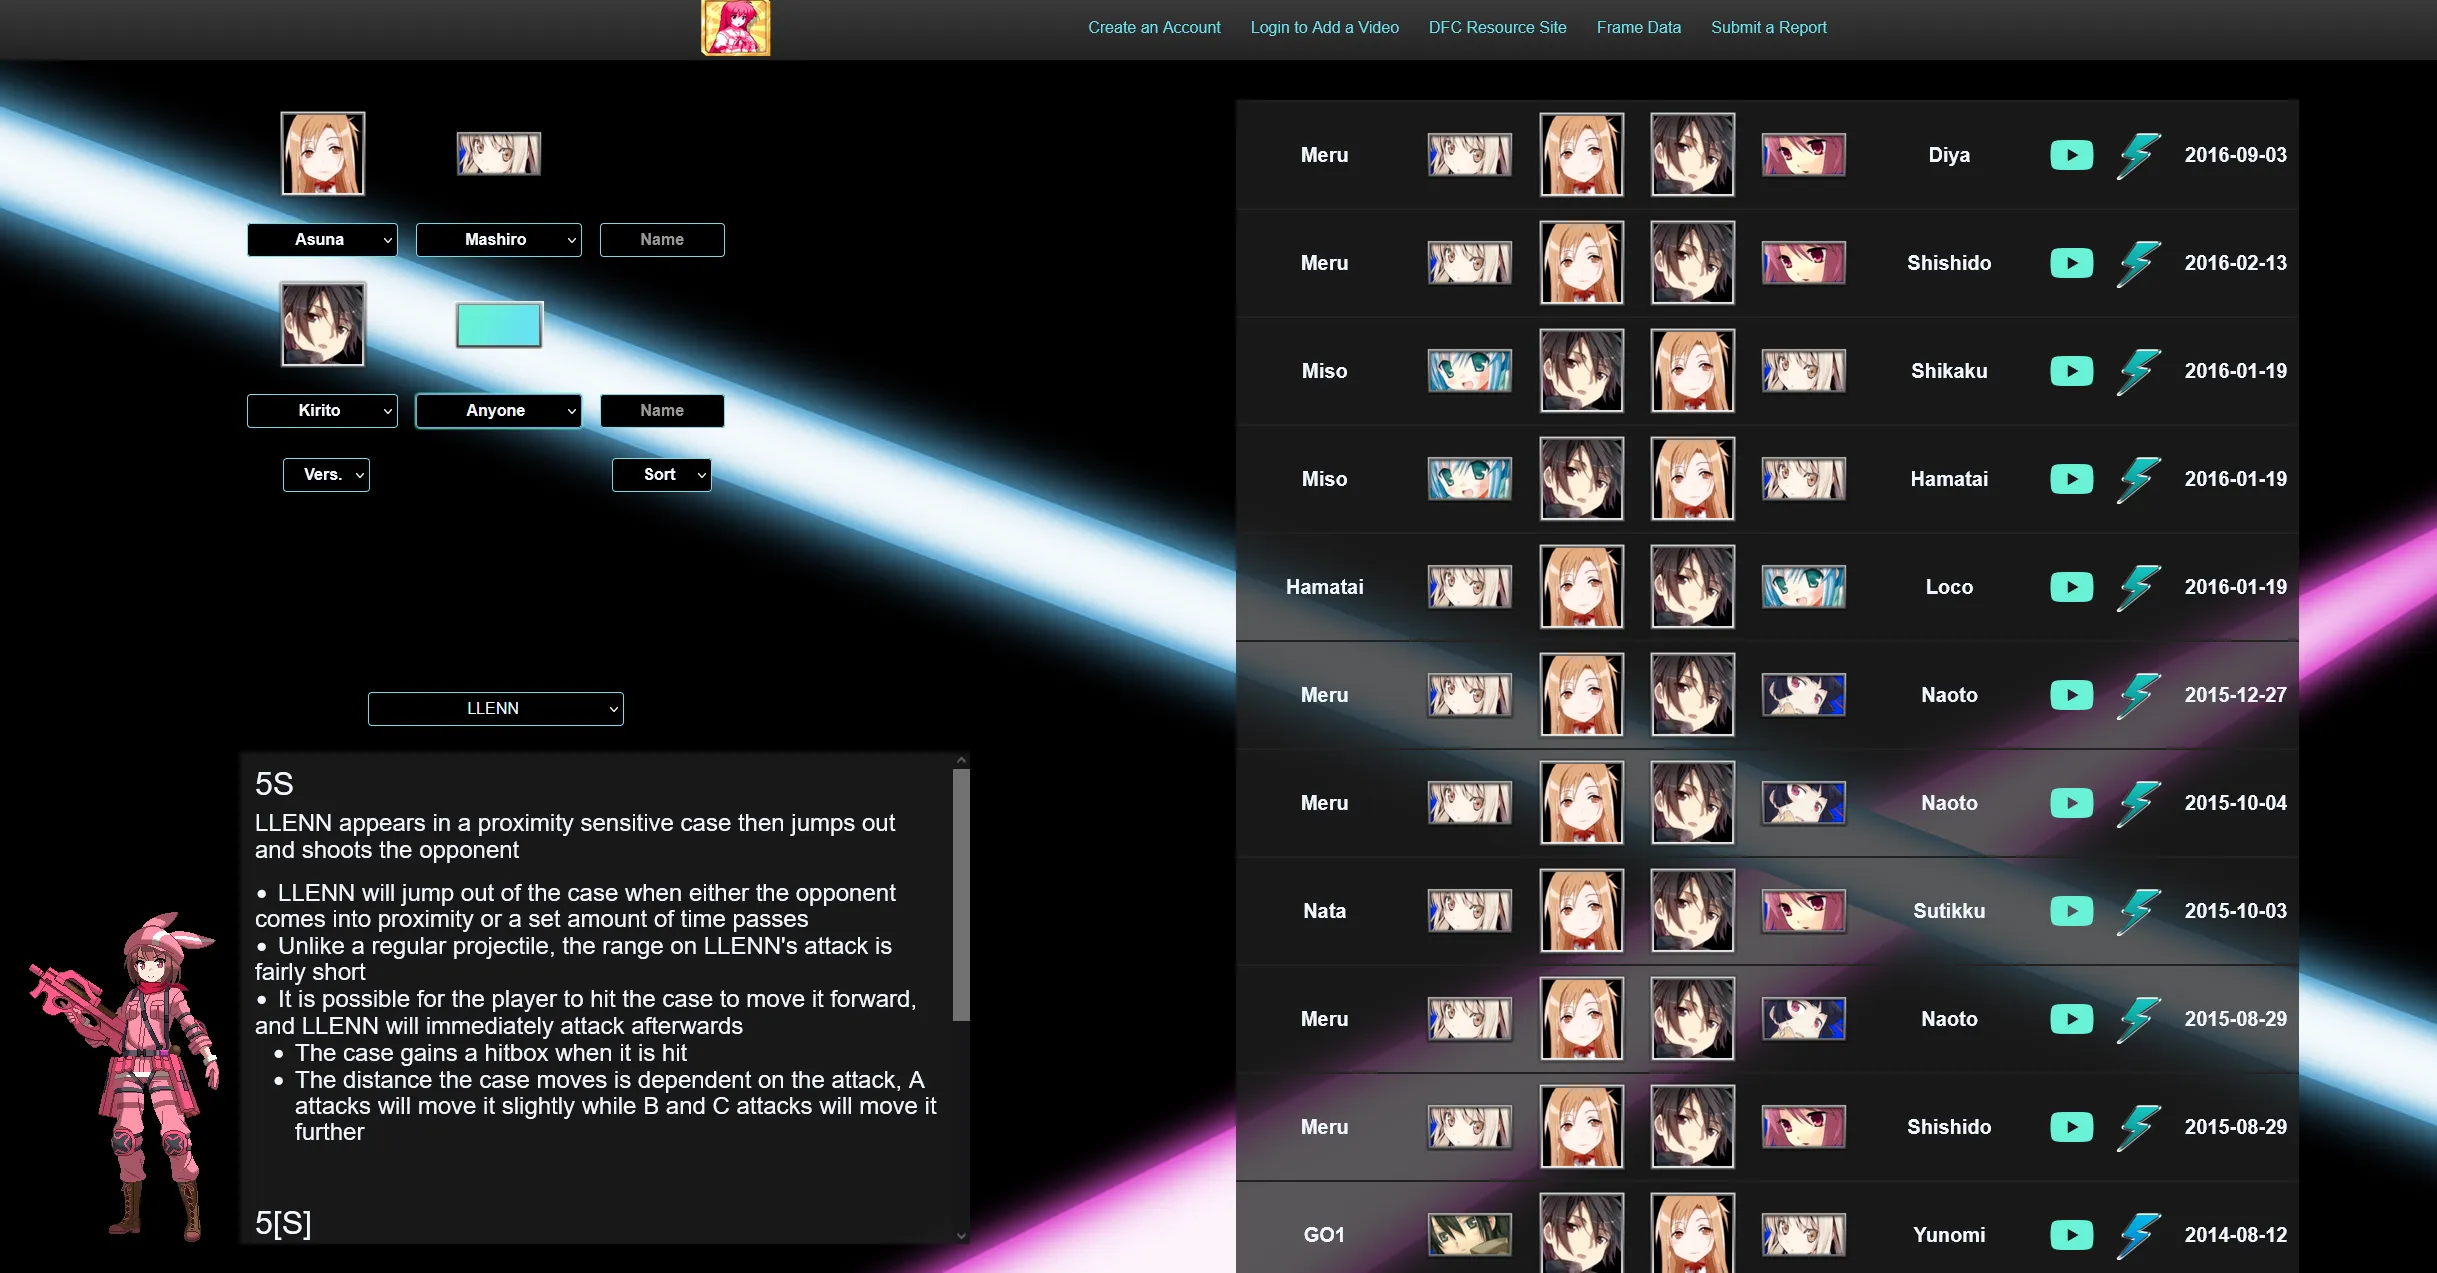 Create an Account Login to Add a Video DFC Resource Site Frame Data Submit a Report
Asuna Mashiro Name
Kirito Anyone Name
Vers. Sort
LLENN
5S
LLENN appears in a proximity sensitive case then jumps out
and shoots the opponent
• LLENN will jump out of the case when either the opponent
comes into proximity or a set amount of time passes
• Unlike a regular projectile, the range on LLENN's attack is
fairly short
• It is possible for the player to hit the case to move it forward,
and LLENN will immediately attack afterwards
• The case gains a hitbox when it is hit
• The distance the case moves is dependent on the attack, A
attacks will move it slightly while B and C attacks will move it
further
5[S]
Meru Diya 2016-09-03
Meru Shishido 2016-02-13
Miso Shikaku 2016-01-19
Miso Hamatai 2016-01-19
Hamatai Loco 2016-01-19
Meru Naoto 2015-12-27
Meru Naoto 2015-10-04
Nata Sutikku 2015-10-03
Meru Naoto 2015-08-29
Meru Shishido 2015-08-29
GO1 Yunomi 2014-08-12